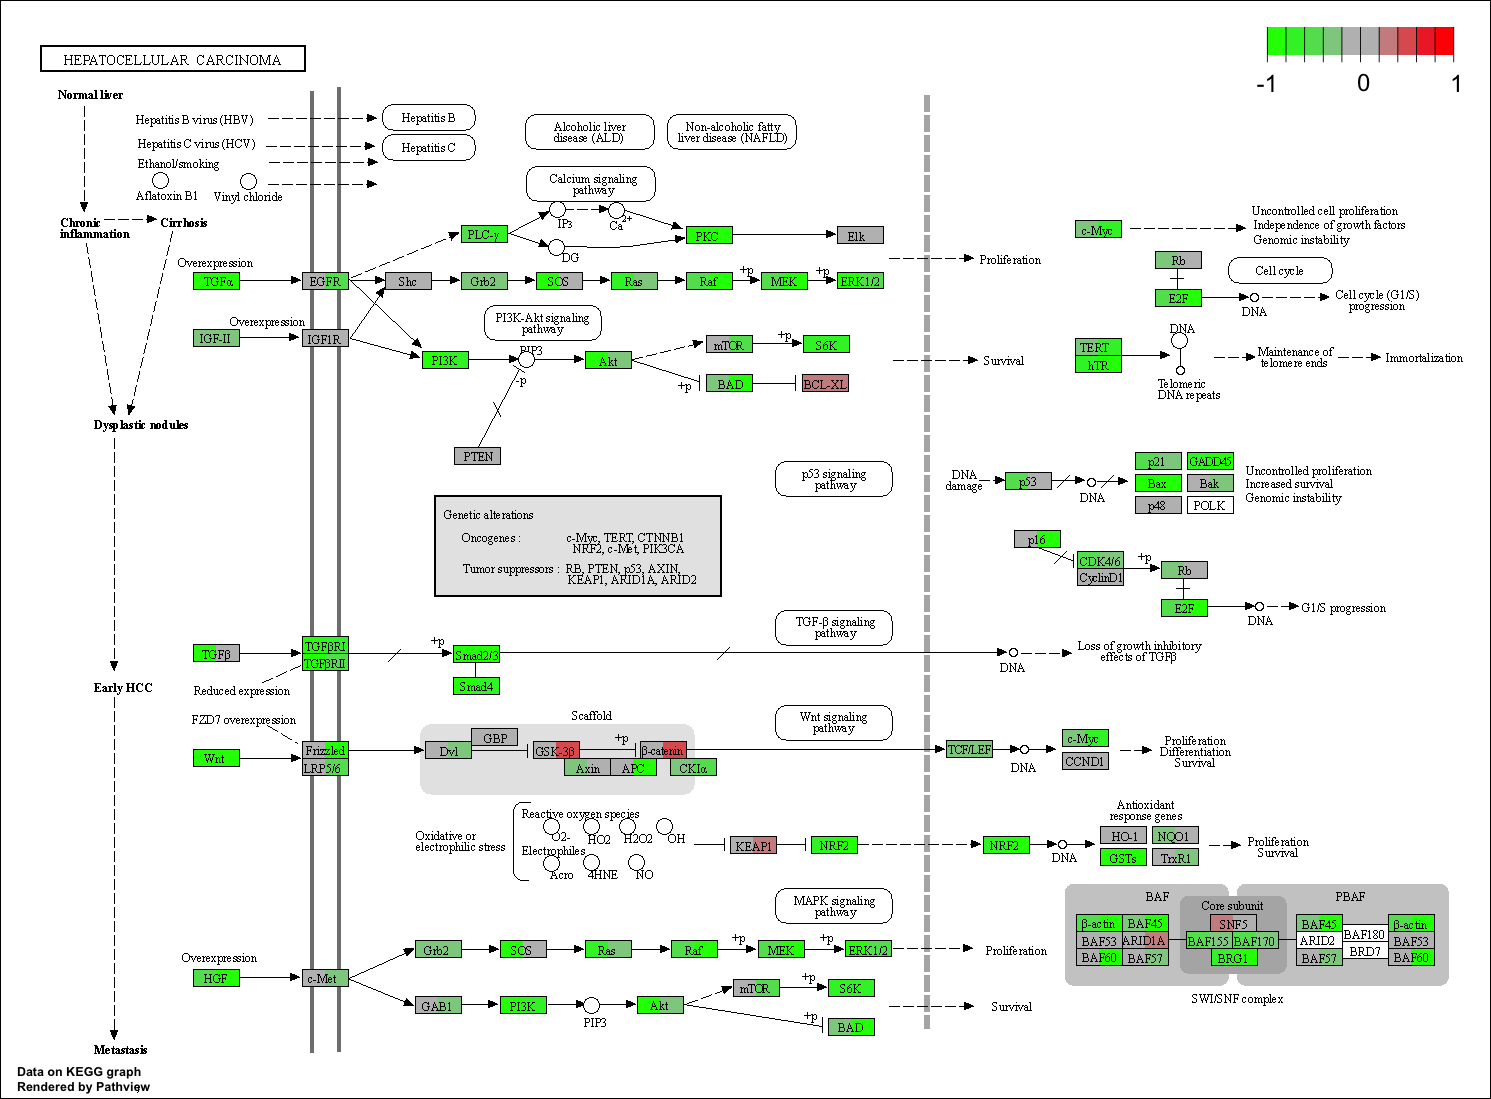 HEPATOCELLULAR CARCINOMA
-1 0 1
Normal liver
Hepatitis B virus (HBV)
Hepatitis B
Hepatitis C virus (HCV)
Hepatitis C
Ethanol/smoking
Aflatoxin B1
Vinyl chloride
Alcoholic liver
disease (ALD)
Non-alcoholic fatty
liver disease (NAFLD)
Calcium signaling
pathway
Chronic
inflammation
Cirrhosis
IP3
Ca2+
DG
PLC-γ
PKC
Elk
c-Myc
Uncontrolled cell proliferation
Independence of growth factors
Genomic instability
Overexpression
TGFα
EGFR
Shc
Grb2
SOS
Ras
Raf
+p
MEK
+p
ERK1/2
Proliferation
Rb
E2F
Cell cycle
DNA
Cell cycle (G1/S)
progression
Overexpression
IGF-II
IGF1R
PI3K-Akt signaling
pathway
PI3K
PIP3
-p
Akt
mTOR
+p
S6K
+p
BAD
BCL-XL
Survival
TERT
hTR
DNA
Telomeric
DNA repeats
Maintenance of
telomere ends
Immortalization
Dysplastic nodules
PTEN
p53 signaling
pathway
DNA
damage
p53
DNA
p21
GADD45
Bax
Bak
p48
POLK
Uncontrolled proliferation
Increased survival
Genomic instability
Genetic alterations
Oncogenes : c-Myc, TERT, CTNNB1
NRF2, c-Met, PIK3CA
Tumor suppressors : RB, PTEN, p53, AXIN,
KEAP1, ARID1A, ARID2
p16
CDK4/6
CyclinD1
+p
Rb
E2F
DNA
G1/S progression
TGF-β signaling
pathway
TGFβ
TGFβRI
TGFβRII
+p
Smad2/3
Smad4
DNA
Loss of growth inhibitory
effects of TGFβ
Reduced expression
Early HCC
FZD7 overexpression
Wnt
Frizzled
LRP5/6
Scaffold
Dvl
GBP
GSK-3β
+p
β-catenin
Axin
APC
CKIα
Wnt signaling
pathway
TCF/LEF
DNA
c-Myc
CCND1
Proliferation
Differentiation
Survival
Oxidative or
electrophilic stress
Reactive oxygen species
O2-
HO2
H2O2
OH
Electrophiles
Acro
4HNE
NO
KEAP1
NRF2
NRF2
DNA
Antioxidant
response genes
HO-1
NQO1
GSTs
TrxR1
Proliferation
Survival
MAPK signaling
pathway
Overexpression
HGF
c-Met
Grb2
SOS
Ras
Raf
+p
MEK
+p
ERK1/2
Proliferation
GAB1
PI3K
PIP3
Akt
mTOR
+p
S6K
+p
BAD
Survival
BAF
PBAF
Core subunit
β-actin
BAF45
SNF5
BAF45
β-actin
BAF53
ARID1A
BAF155
BAF170
ARID2
BAF180
BAF53
BAF60
BAF57
BRG1
BAF57
BRD7
BAF60
SWI/SNF complex
Metastasis
Data on KEGG graph
Rendered by Pathview